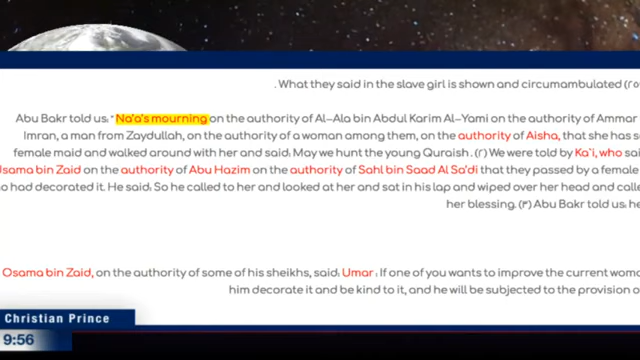 . What they said in the slave girl is shown and circumambulated
Abu Bakr told us: " Na'a's mourning on the authority of Al-Ala bin Abdul Karim Al-Yami on the authority of Ammar
Imran, a man from Zaydullah, on the authority of a woman among them, on the authority of Aisha, that she has
female maid and walked around with her and said: May we hunt the young Quraish. (٢) We were told by Ka`i, who
Usama bin Zaid on the authority of Abu Hazim on the authority of Sahl bin Saad Al Sa'di that they passed by a female
had decorated it. He said: So he called to her and looked at her and sat in his lap and wiped over her head and
her blessing. (٣) Abu Bakr told us:
Osama bin Zaid, on the authority of some of his sheikhs, said: Umar : If one of you wants to improve the current
him decorate it and be kind to it, and he will be subjected to the provision
Christian Prince
9:56